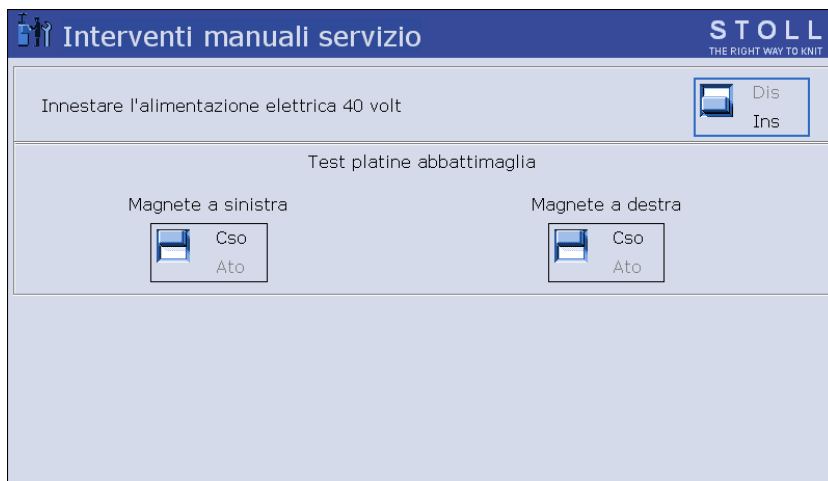 Interventi manuali servizio
STOLL
THE RIGHT WAY TO KNIT
Innestare l'alimentazione elettrica 40 volt
Dis
Ins
Test platine abbattimaglia
Magnete a sinistra
Magnete a destra
Cso
Ato
Cso
Ato